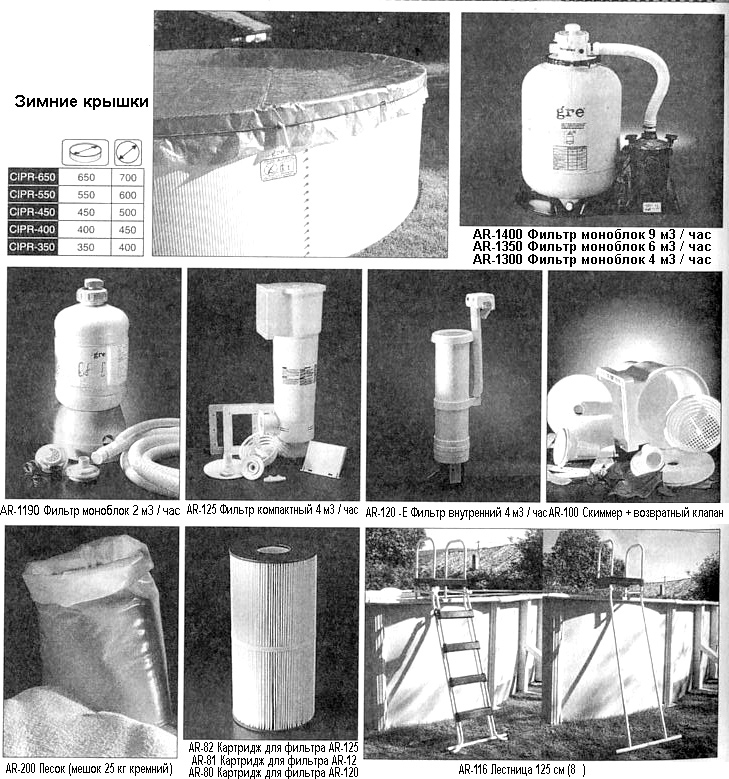 Зимние крышки
CIPR-650 650 700
CIPR-550 550 600
CIPR-450 450 500
CIPR-400 400 450
CIPR-350 350 400
gre
AR-1400 Фильтр моноблок 9 м3 / час
AR-1350 Фильтр моноблок 6 м3 / час
AR-1300 Фильтр моноблок 4 м3 / час
gre
AR-1190 Фильтр моноблок 2 м3 / час
AR-125 Фильтр компактный 4 м3 / час
AR-120 -E Фильтр внутренний 4 м3 / час
AR-100 Скиммер + возвратный клапан
AR-200 Песок (мешок 25 кг кремний)
AR-82 Картридж для фильтра AR-125
AR-81 Картридж для фильтра AR-12
AR-80 Картридж для фильтра AR-120
AR-116 Лестница 125 см (8 )